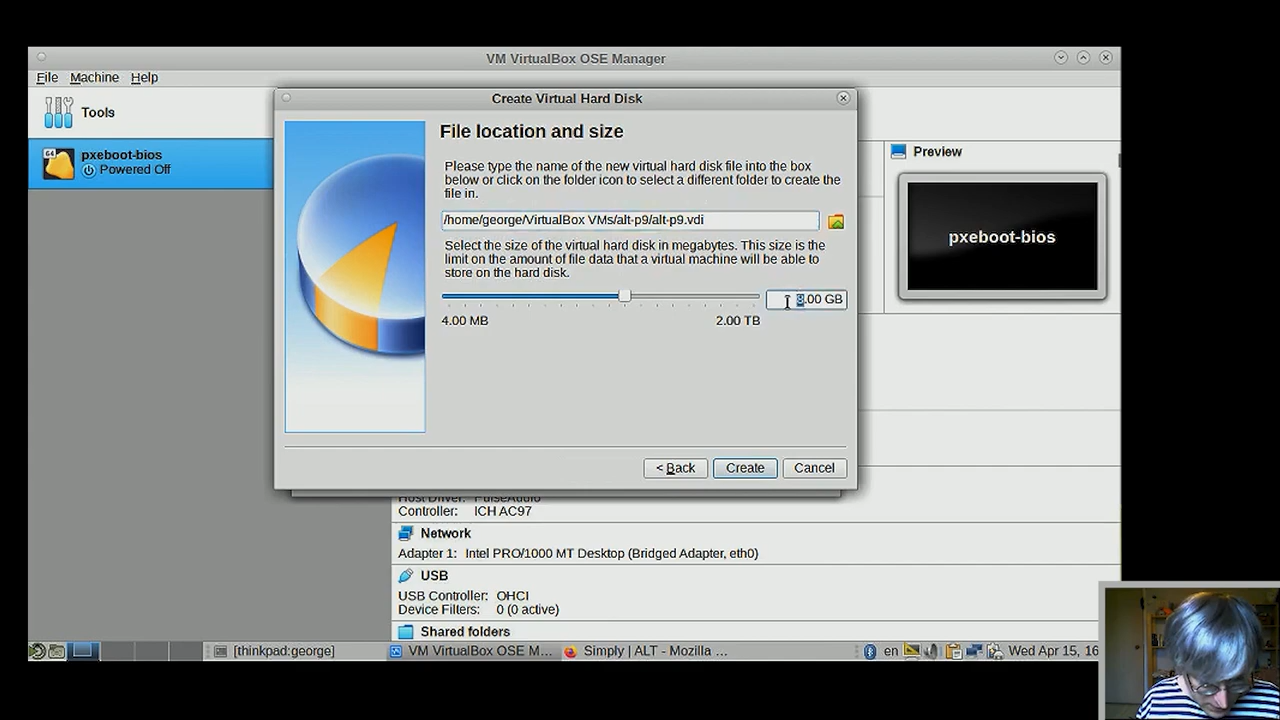 VM VirtualBox OSE Manager
File Machine Help
Tools
pxeboot-bios
Powered Off
64
Create Virtual Hard Disk
File location and size
Please type the name of the new virtual hard disk file into the box
below or click on the folder icon to select a different folder to create the
file in.
/home/george/VirtualBox VMs/alt-p9/alt-p9.vdi
Select the size of the virtual hard disk in megabytes. This size is the
limit on the amount of file data that a virtual machine will be able to
store on the hard disk.
8.00 GB
4.00 MB 2.00 TB
< Back Create Cancel
Preview
pxeboot-bios
Host Driver: PulseAudio
Controller: ICH AC97
Network
Adapter 1: Intel PRO/1000 MT Desktop (Bridged Adapter, eth0)
USB
USB Controller: OHCI
Device Filters: 0 (0 active)
Shared folders
[thinkpad:george] VM VirtualBox OSE M... Simply | ALT - Mozilla ... en Wed Apr 15, 16